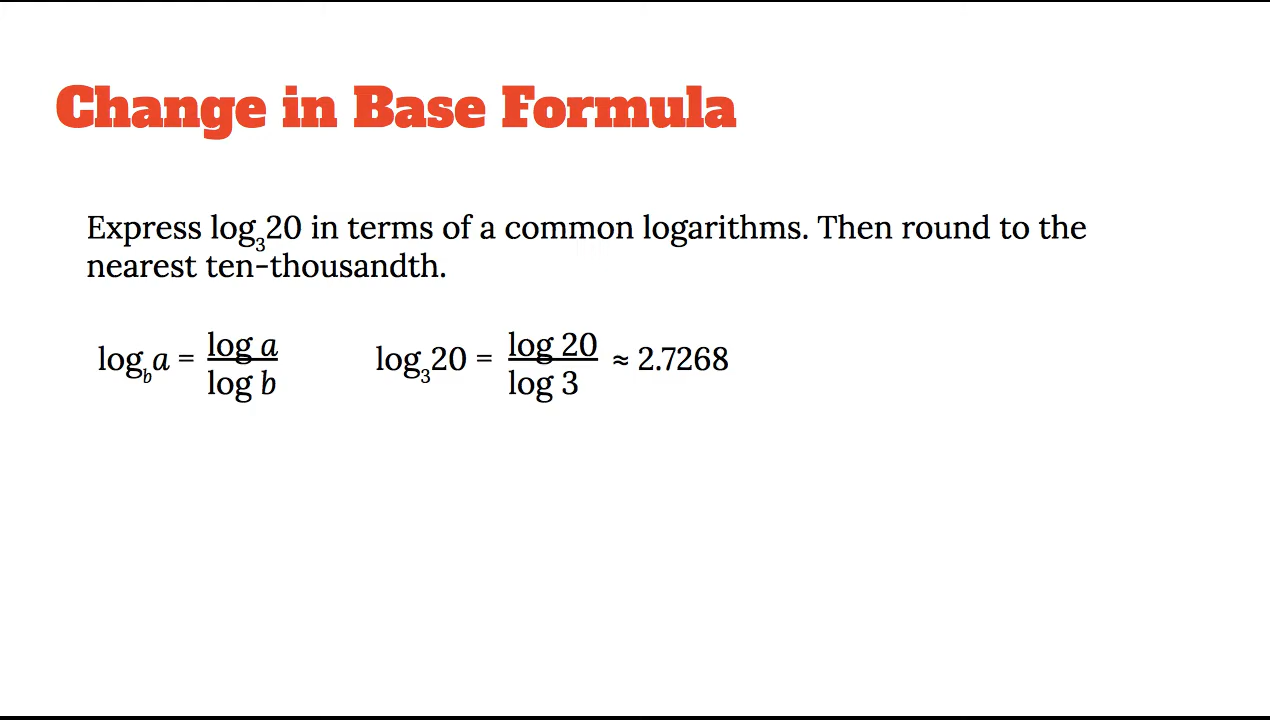 Change in Base Formula
Express log₃20 in terms of a common logarithms. Then round to the
nearest ten-thousandth.
log_b a = log a / log b    log₃20 = log 20 / log 3 ≈ 2.7268